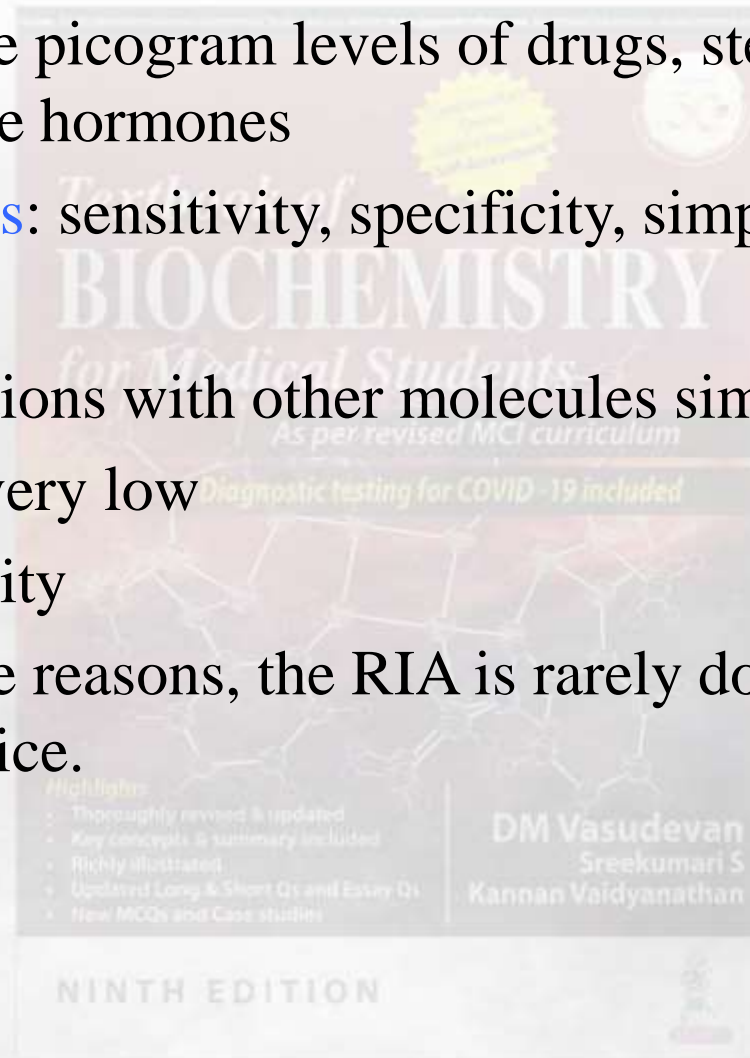 e picogram levels of drugs, ste
e hormones
s: sensitivity, specificity, simp
Textbook of
BIOCHEMISTRY
for Medical Students
ions with other molecules sim
As per revised MCI curriculum
very low
Diagnostic testing for COVID -19 included
ity
e reasons, the RIA is rarely do
ice.
Highlights
• Thoroughly revised & updated
• Key concepts & summary included
• Richly illustrated
• Updated Long & Short Qs and Essay Qs
• New MCQs and Case studies
DM Vasudevan
Sreekumari S
Kannan Vaidyanathan
NINTH EDITION